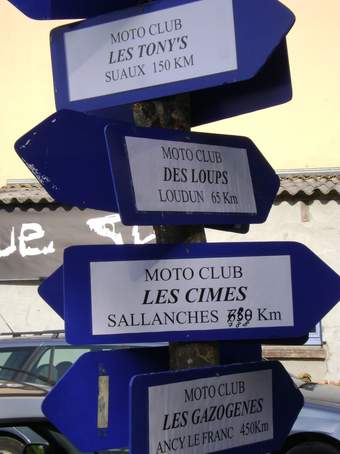 MOTO CLUB
LES TONY'S
SUAUX 150 KM
MOTO CLUB
DES LOUPS
LOUDUN 65 Km
MOTO CLUB
LES CIMES
SALLANCHES Km
MOTO CLUB
LES GAZOGENES
ANCY LE FRANC 450Km